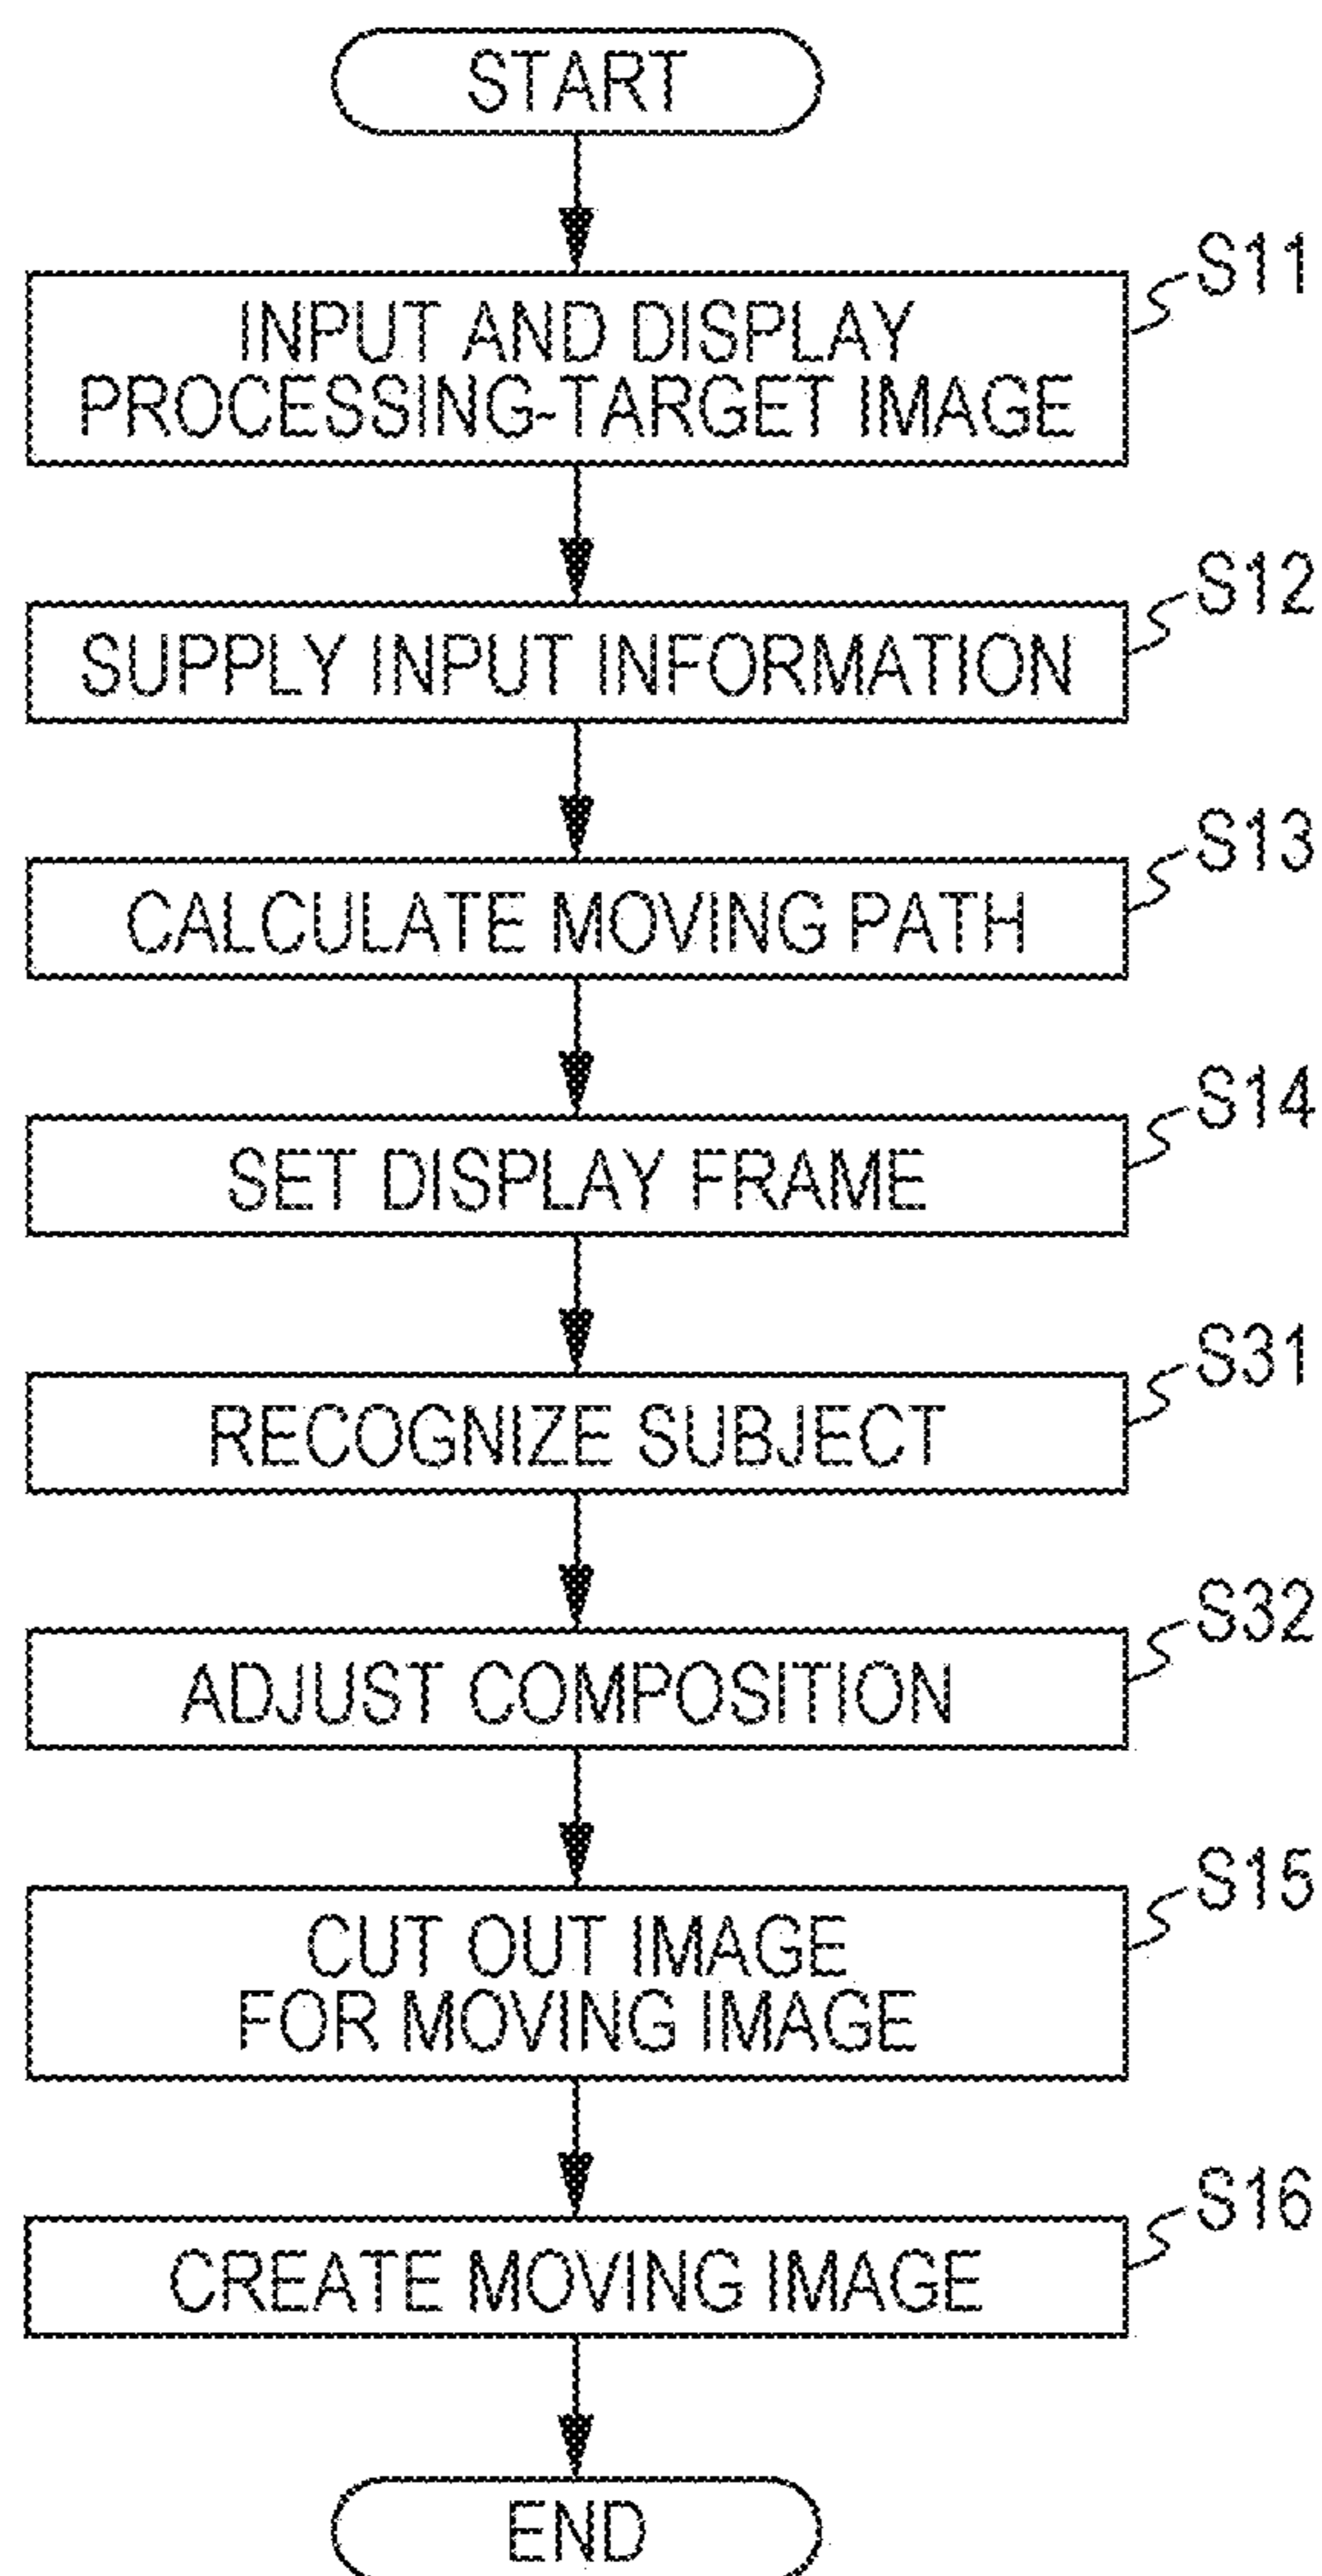 START
S11
INPUT AND DISPLAY
PROCESSING-TARGET IMAGE
S12
SUPPLY INPUT INFORMATION
S13
CALCULATE MOVING PATH
S14
SET DISPLAY FRAME
S31
RECOGNIZE SUBJECT
S32
ADJUST COMPOSITION
S15
CUT OUT IMAGE
FOR MOVING IMAGE
S16
CREATE MOVING IMAGE
END